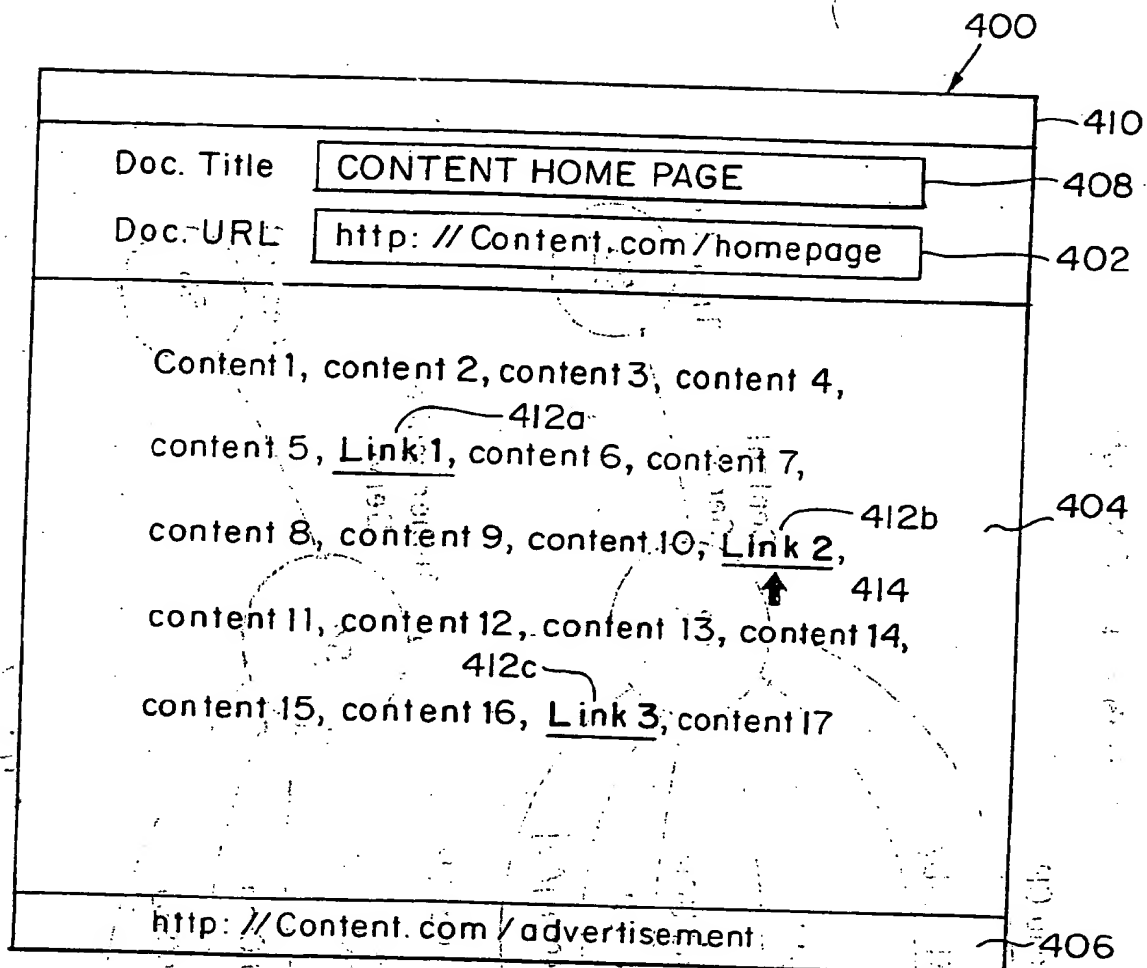 400
410
Doc. Title CONTENT HOME PAGE 408
Doc. URL http: //Content.com/homepage 402
Content 1, content 2, content 3, content 4,
412a
content 5, Link 1, content 6, content 7,
412b 404
content 8, content 9, content 10, Link 2,
414
content 11, content 12, content 13, content 14,
412c
content 15, content 16, Link 3, content 17
http: //Content.com/advertisement 406